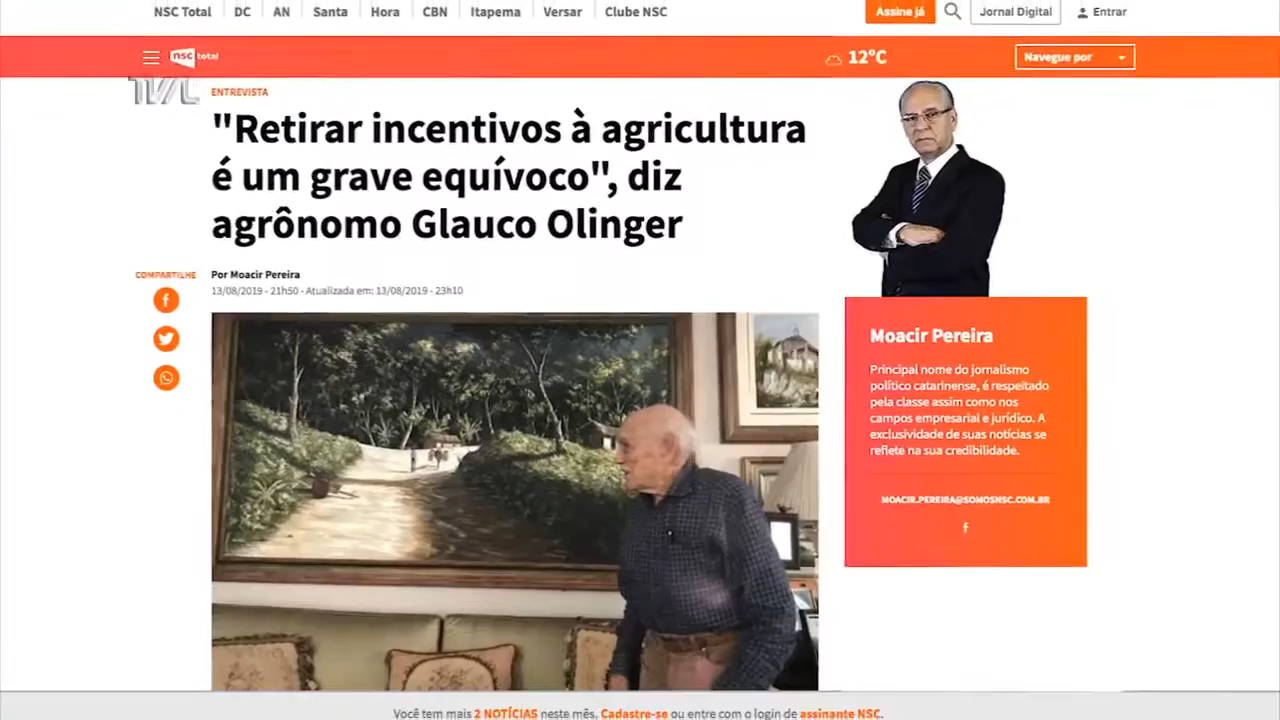 NSC Total DC AN Santa Hora CBN Itapema Versar Clube NSC Assine já Jornal Digital Entrar
nsc total 12°C Navegue por
TVL
ENTREVISTA
"Retirar incentivos à agricultura
é um grave equívoco", diz
agrônomo Glauco Olinger
COMPARTILHE
Por Moacir Pereira
13/08/2019 - 21h50 - Atualizada em: 13/08/2019 - 23h10
Moacir Pereira
Principal nome do jornalismo
político catarinense, é respeitado
pela classe assim como nos
campos empresarial e jurídico. A
exclusividade de suas notícias se
reflete na sua credibilidade.
MOACIR.PEREIRA@SOMOSNSC.COM.BR
Você tem mais 2 NOTÍCIAS neste mês. Cadastre-se ou entre com o login de assinante NSC.